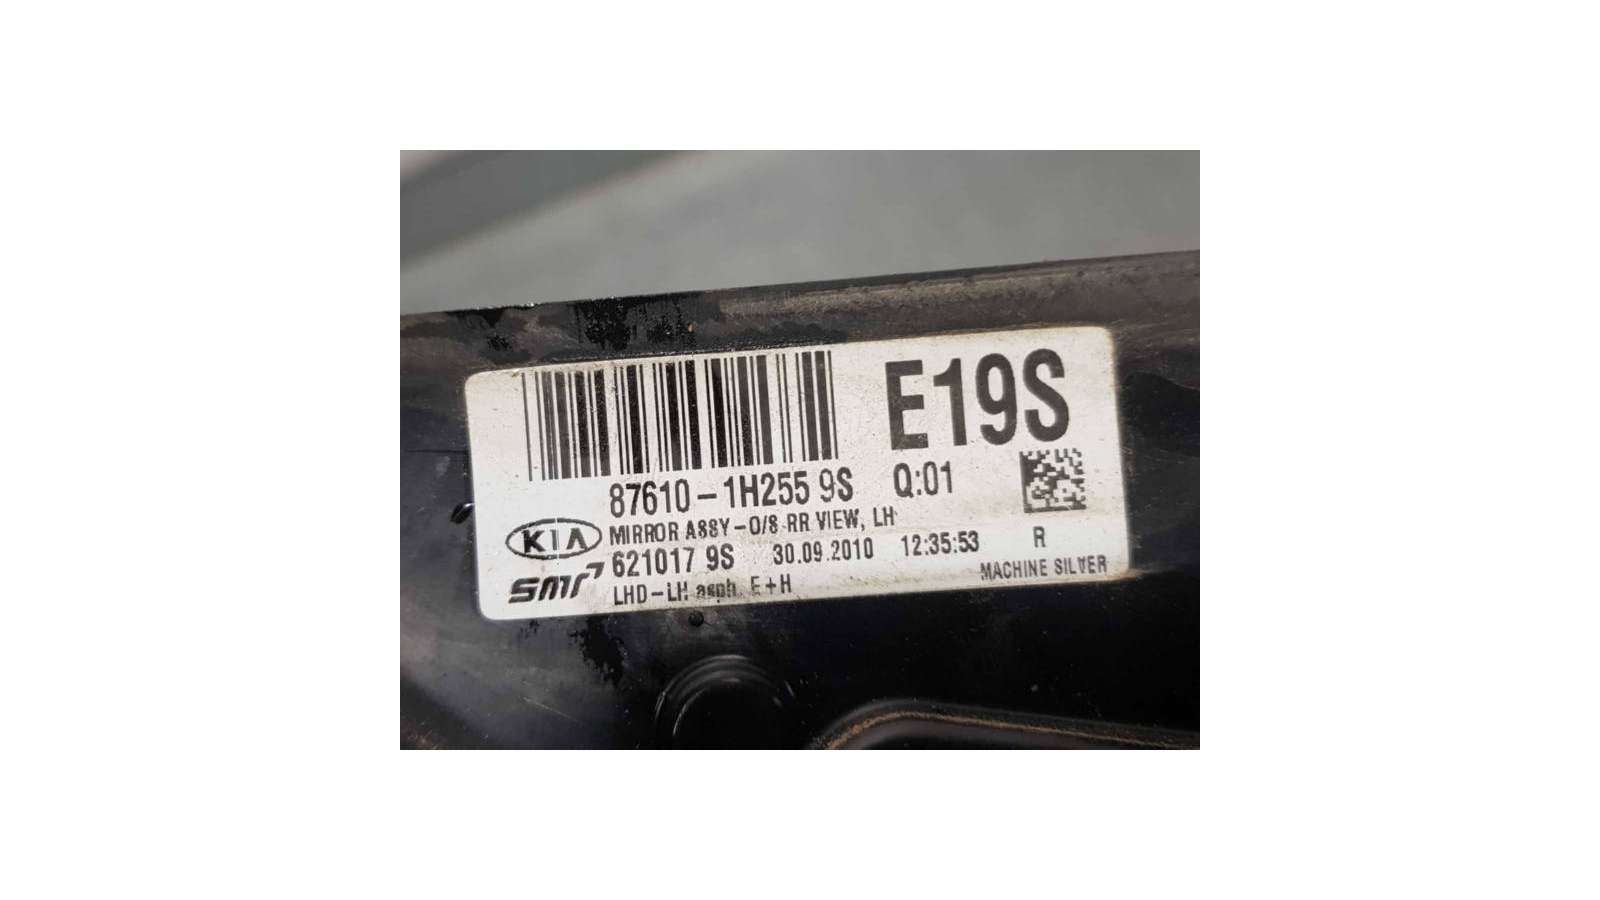 E19S
87610-1H255 9S Q:01
KIA MIRROR ASSY-O/S RR VIEW, LH
621017 9S 30.09.2010 12:35:53 R
smr LHD-LH asph. E+H MACHINE SILVER